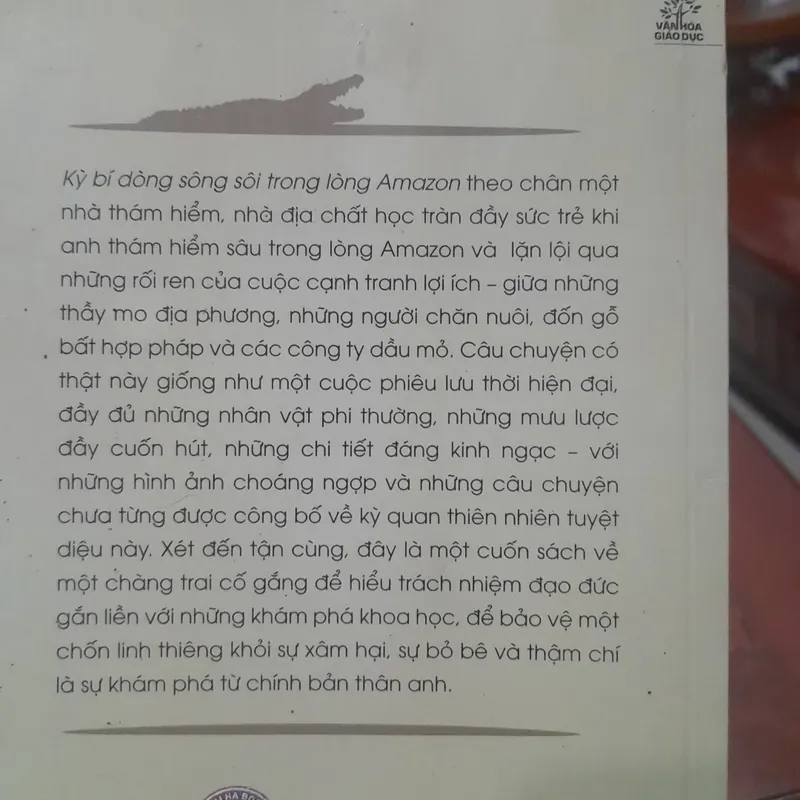 VĂN HÓA
GIÁO DỤC
Kỳ bí dòng sông sôi trong lòng Amazon theo chân một
nhà thám hiểm, nhà địa chất học tràn đầy sức trẻ khi
anh thám hiểm sâu trong lòng Amazon và lặn lội qua
những rối ren của cuộc cạnh tranh lợi ích – giữa những
thầy mo địa phương, những người chăn nuôi, đốn gỗ
bất hợp pháp và các công ty dầu mỏ. Câu chuyện có
thật này giống như một cuộc phiêu lưu thời hiện đại,
đầy đủ những nhân vật phi thường, những mưu lược
đầy cuốn hút, những chi tiết đáng kinh ngạc – với
những hình ảnh choáng ngợp và những câu chuyện
chưa từng được công bố về kỳ quan thiên nhiên tuyệt
diệu này. Xét đến tận cùng, đây là một cuốn sách về
một chàng trai cố gắng để hiểu trách nhiệm đạo đức
gắn liền với những khám phá khoa học, để bảo vệ một
chốn linh thiêng khỏi sự xâm hại, sự bỏ bê và thậm chí
là sự khám phá từ chính bản thân anh.